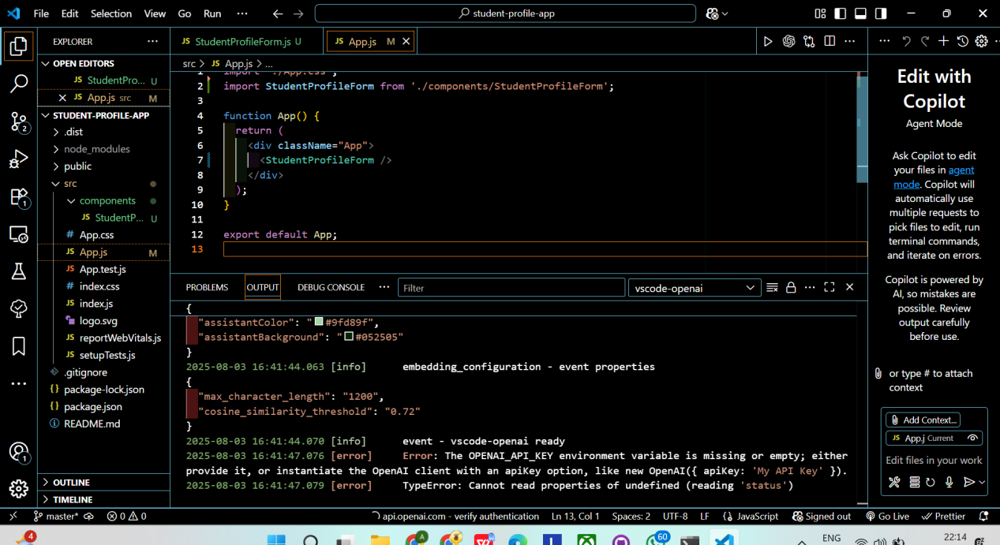 File Edit Selection View Go Run ··· student-profile-app
EXPLORER ···
OPEN EDITORS
JS StudentPro... U
JS App.js src M
STUDENT-PROFILE-APP
.dist
node_modules
public
src
components
JS StudentP... U
# App.css
JS App.js M
JS App.test.js
# index.css
JS index.js
logo.svg
JS reportWebVitals.js
JS setupTests.js
.gitignore
{} package-lock.json
{} package.json
README.md
OUTLINE
TIMELINE
2
1
1
JS StudentProfileForm.js U JS App.js M
src > JS App.js > ...
1 import './App.css';
2 import StudentProfileForm from './components/StudentProfileForm';
3
4 function App() {
5 return (
6 <div className="App">
7 <StudentProfileForm />
8 </div>
9 );
10 }
11
12 export default App;
13
PROBLEMS OUTPUT DEBUG CONSOLE ··· Filter vscode-openai
{
"assistantColor": "#9fd89f",
"assistantBackground": "#052505"
}
2025-08-03 16:41:44.063 [info] embedding_configuration - event properties
{
"max_character_length": "1200",
"cosine_similarity_threshold": "0.72"
}
2025-08-03 16:41:44.070 [info] event - vscode-openai ready
2025-08-03 16:41:47.076 [error] Error: The OPENAI_API_KEY environment variable is missing or empty; either
provide it, or instantiate the OpenAI client with an apiKey option, like new OpenAI({ apiKey: 'My API Key' }).
2025-08-03 16:41:47.079 [error] TypeError: Cannot read properties of undefined (reading 'status')
Edit with
Copilot
Agent Mode
Ask Copilot to edit
your files in agent
mode. Copilot will
automatically use
multiple requests to
pick files to edit, run
terminal commands,
and iterate on errors.
Copilot is powered by
AI, so mistakes are
possible. Review
output carefully
before use.
or type # to attach
context
Add Context...
JS App.j Current
Edit files in your work
master* 0 0 api.openai.com - verify authentication Ln 13, Col 1 Spaces: 2 UTF-8 LF {} JavaScript Signed out Go Live Prettier
4 A 60 ENG 22:14